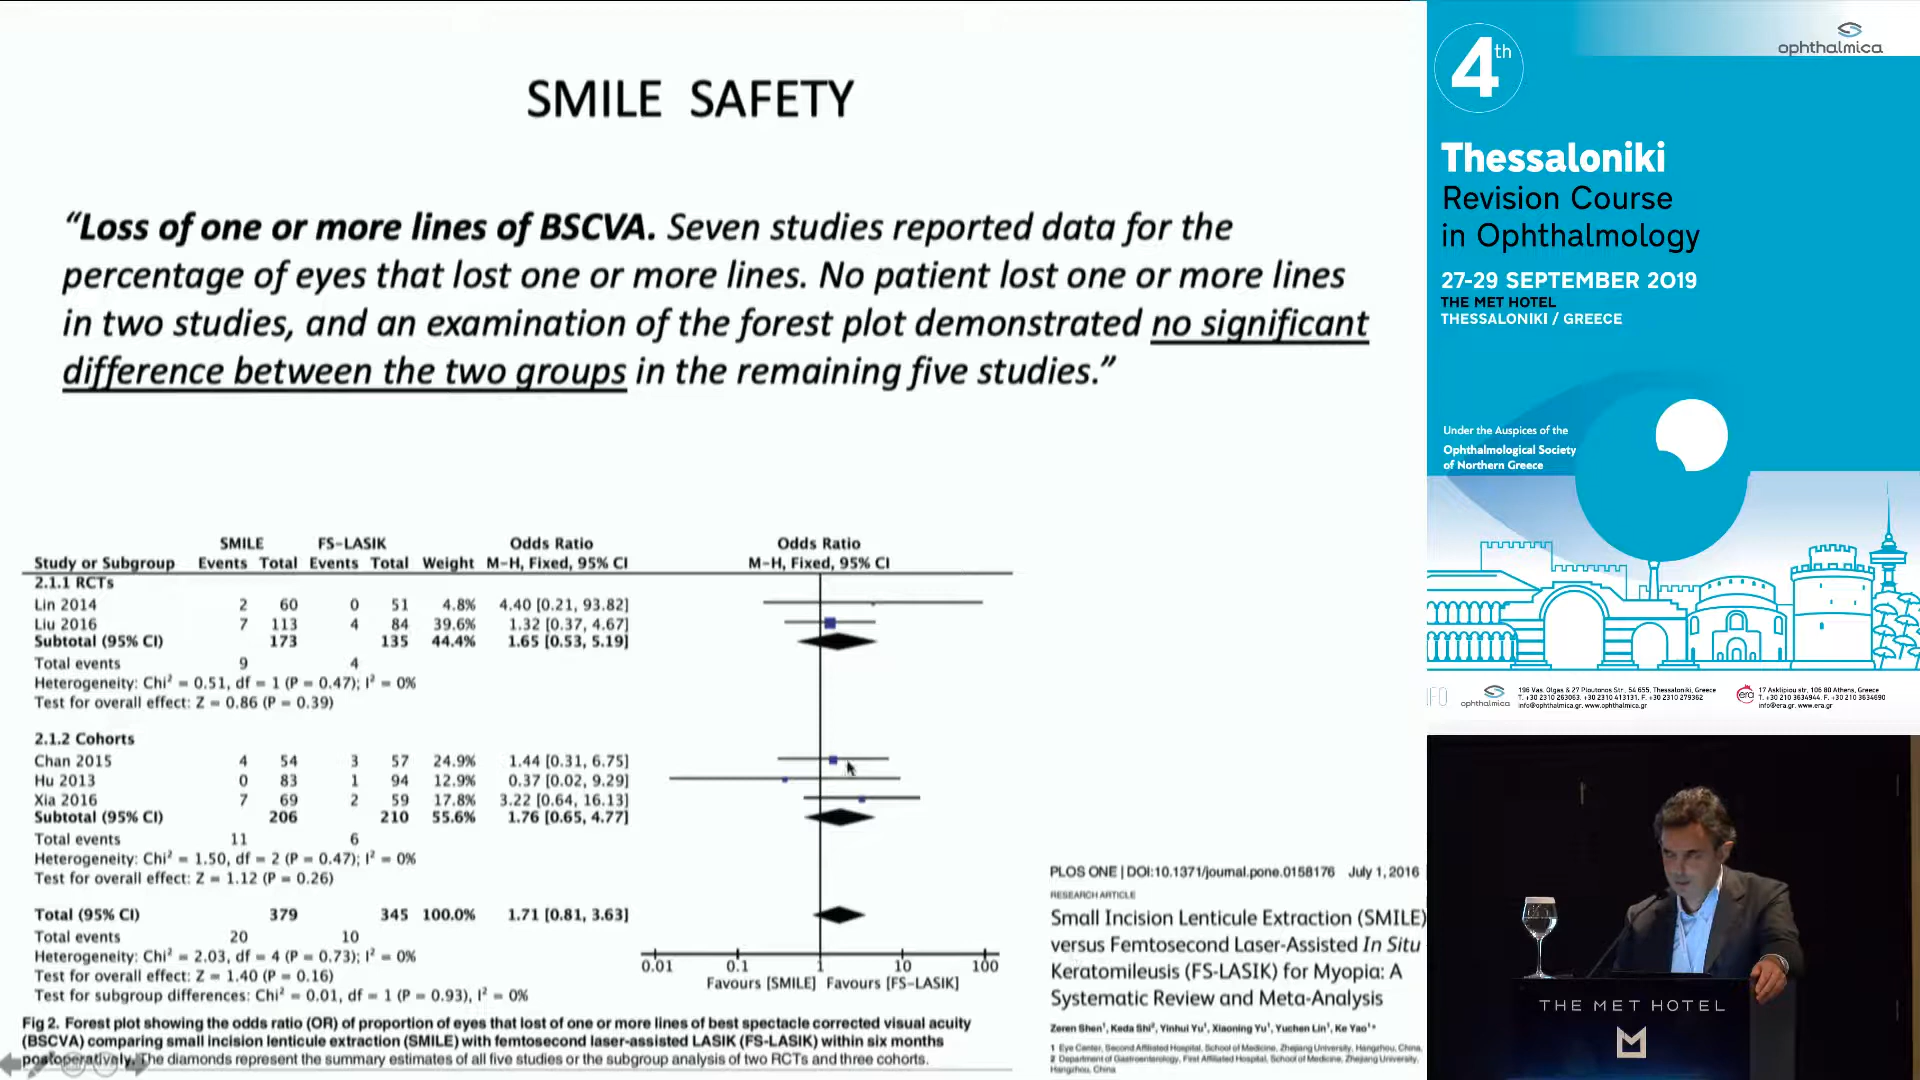 SMILE SAFETY
“Loss of one or more lines of BSCVA. Seven studies reported data for the
percentage of eyes that lost one or more lines. No patient lost one or more lines
in two studies, and an examination of the forest plot demonstrated no significant
difference between the two groups in the remaining five studies.”
SMILE FS-LASIK Odds Ratio Odds Ratio
Study or Subgroup Events Total Events Total Weight M-H, Fixed, 95% CI M-H, Fixed, 95% CI
2.1.1 RCTs
Lin 2014 2 60 0 51 4.8% 4.40 [0.21, 93.82]
Liu 2016 7 113 4 84 39.6% 1.32 [0.37, 4.67]
Subtotal (95% CI) 173 135 44.4% 1.65 [0.53, 5.19]
Total events 9 4
Heterogeneity: Chi² = 0.51, df = 1 (P = 0.47); I² = 0%
Test for overall effect: Z = 0.86 (P = 0.39)
2.1.2 Cohorts
Chan 2015 4 54 3 57 24.9% 1.44 [0.31, 6.75]
Hu 2013 0 83 1 94 12.9% 0.37 [0.02, 9.29]
Xia 2016 7 69 2 59 17.8% 3.22 [0.64, 16.13]
Subtotal (95% CI) 206 210 55.6% 1.76 [0.65, 4.77]
Total events 11 6
Heterogeneity: Chi² = 1.50, df = 2 (P = 0.47); I² = 0%
Test for overall effect: Z = 1.12 (P = 0.26)
Total (95% CI) 379 345 100.0% 1.71 [0.81, 3.63]
Total events 20 10
Heterogeneity: Chi² = 2.03, df = 4 (P = 0.73); I² = 0%
Test for overall effect: Z = 1.40 (P = 0.16)
Test for subgroup differences: Chi² = 0.01, df = 1 (P = 0.93), I² = 0%
0.01 0.1 1 10 100
Favours [SMILE] Favours [FS-LASIK]
Fig 2. Forest plot showing the odds ratio (OR) of proportion of eyes that lost of one or more lines of best spectacle corrected visual acuity
(BSCVA) comparing small incision lenticule extraction (SMILE) with femtosecond laser-assisted LASIK (FS-LASIK) within six months
postoperatively. The diamonds represent the summary estimates of all five studies or the subgroup analysis of two RCTs and three cohorts.
PLOS ONE | DOI:10.1371/journal.pone.0158176 July 1, 2016
RESEARCH ARTICLE
Small Incision Lenticule Extraction (SMILE)
versus Femtosecond Laser-Assisted In Situ
Keratomileusis (FS-LASIK) for Myopia: A
Systematic Review and Meta-Analysis
Zeren Shen¹, Keda Shi², Yinhui Yu¹, Xiaoning Yu¹, Yuchen Lin¹, Ke Yao¹*
1 Eye Center, Second Affiliated Hospital, School of Medicine, Zhejiang University, Hangzhou, China.
2 Department of Gastroenterology, First Affiliated Hospital, School of Medicine, Zhejiang University,
Hangzhou, China
ophthalmica
4th
Thessaloniki
Revision Course
in Ophthalmology
27-29 SEPTEMBER 2019
THE MET HOTEL
THESSALONIKI / GREECE
Under the Auspices of the
Ophthalmological Society
of Northern Greece
ophthalmica
196 Vas. Olgas & 27 Ploutonos Str., 54 655, Thessaloniki, Greece
T. +30 2310 263063, +30 2310 413131, F. +30 2310 279362
info@ophthalmica.gr, www.ophthalmica.gr
era
17 Asklipiou str, 106 80 Athens, Greece
T. +30 210 3634944, F. +30 210 3634690
info@era.gr, www.era.gr
THE MET HOTEL
M